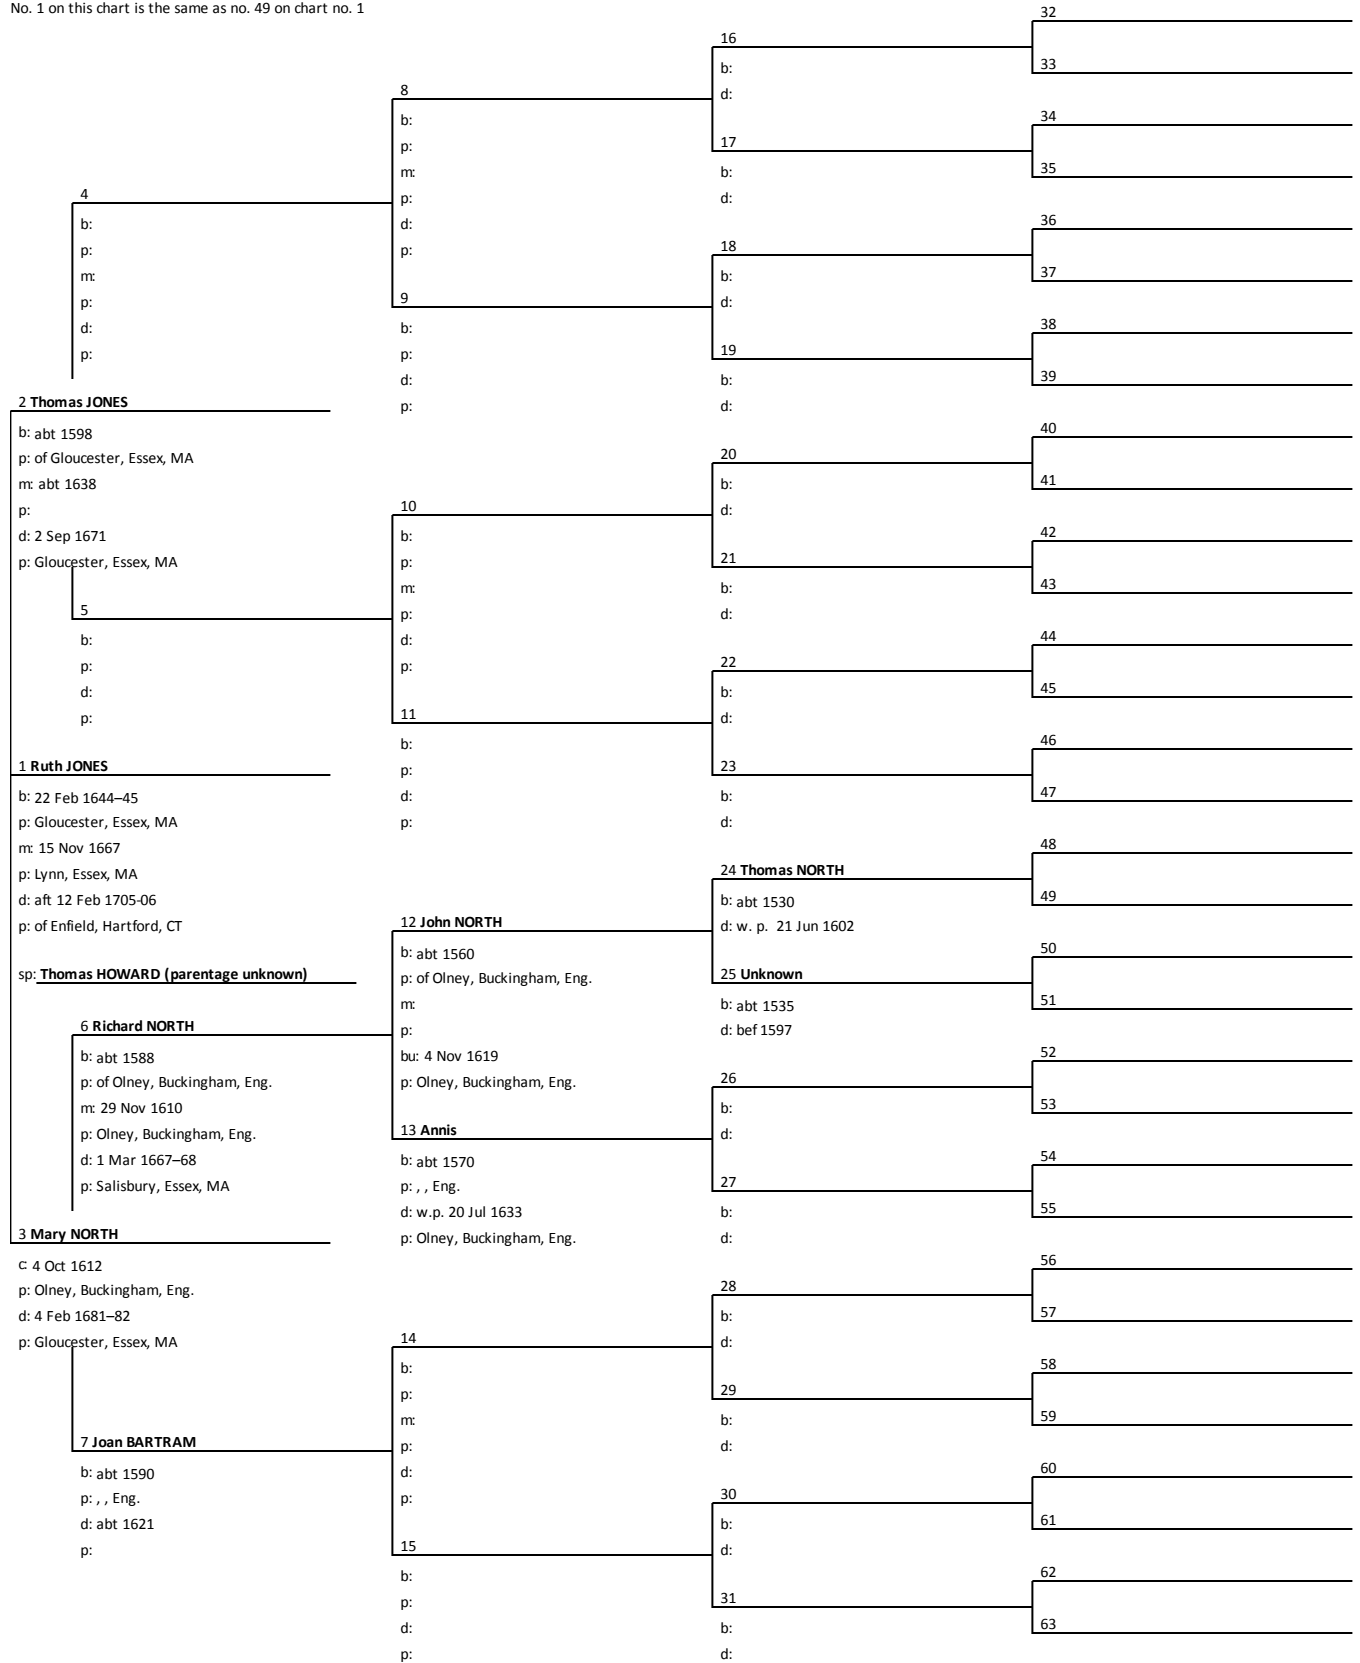 No. 1 on this chart is the same as no. 49 on chart no. 1
4
b:
p:
m:
p:
d:
p:
2 Thomas JONES
b: abt 1598
p: of Gloucester, Essex, MA
m: abt 1638
p:
d: 2 Sep 1671
p: Gloucester, Essex, MA
5
b:
p:
d:
p:
1 Ruth JONES
b: 22 Feb 1644–45
p: Gloucester, Essex, MA
m: 15 Nov 1667
p: Lynn, Essex, MA
d: aft 12 Feb 1705-06
p: of Enfield, Hartford, CT
sp: Thomas HOWARD (parentage unknown)
6 Richard NORTH
b: abt 1588
p: of Olney, Buckingham, Eng.
m: 29 Nov 1610
p: Olney, Buckingham, Eng.
d: 1 Mar 1667–68
p: Salisbury, Essex, MA
3 Mary NORTH
c: 4 Oct 1612
p: Olney, Buckingham, Eng.
d: 4 Feb 1681–82
p: Gloucester, Essex, MA
7 Joan BARTRAM
b: abt 1590
p: , , Eng.
d: abt 1621
p:
8
b:
p:
m:
p:
d:
p:
9
b:
p:
d:
p:
10
b:
p:
m:
p:
d:
p:
11
b:
p:
d:
p:
12 John NORTH
b: abt 1560
p: of Olney, Buckingham, Eng.
m:
p:
bu: 4 Nov 1619
p: Olney, Buckingham, Eng.
13 Annis
b: abt 1570
p: , , Eng.
d: w.p. 20 Jul 1633
p: Olney, Buckingham, Eng.
14
b:
p:
m:
p:
d:
p:
15
b:
p:
d:
p:
16
b:
d:
17
b:
d:
18
b:
d:
19
b:
d:
20
b:
d:
21
b:
d:
22
b:
d:
23
b:
d:
24 Thomas NORTH
b: abt 1530
d: w. p. 21 Jun 1602
25 Unknown
b: abt 1535
d: bef 1597
26
b:
d:
27
b:
d:
28
b:
d:
29
b:
d:
30
b:
d:
31
b:
d:
32
33
34
35
36
37
38
39
40
41
42
43
44
45
46
47
48
49
50
51
52
53
54
55
56
57
58
59
60
61
62
63